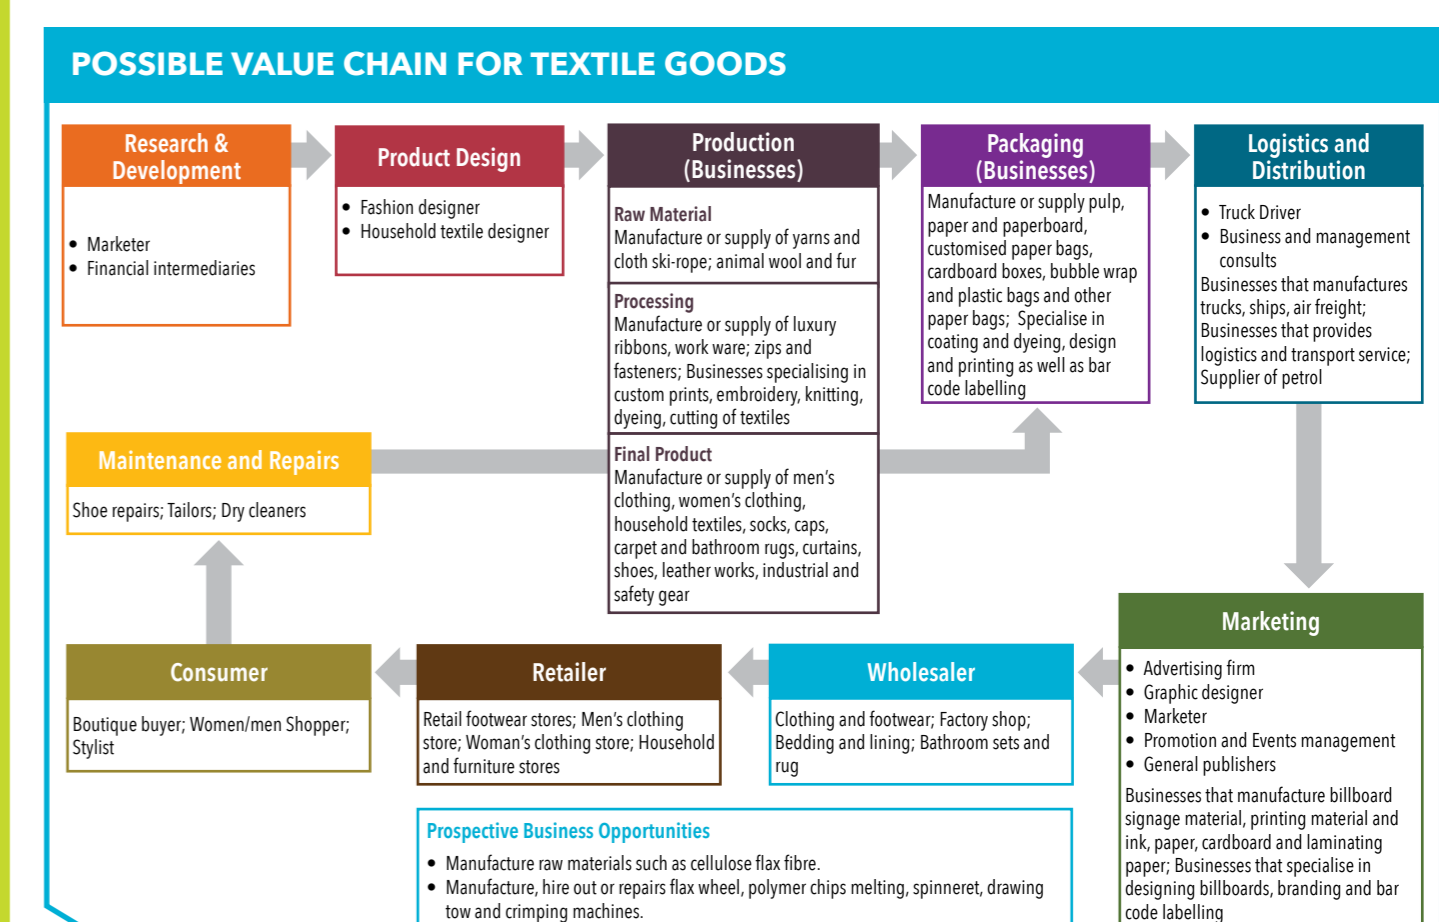 POSSIBLE VALUE CHAIN FOR TEXTILE GOODS
Research &
Development
• Marketer
• Financial intermediaries
Product Design
• Fashion designer
• Household textile designer
Production
(Businesses)
Raw Material
Manufacture or supply of yarns and
cloth ski-rope; animal wool and fur
Processing
Manufacture or supply of luxury
ribbons, work ware; zips and
fasteners; Businesses specialising in
custom prints, embroidery, knitting,
dyeing, cutting of textiles
Final Product
Manufacture or supply of men’s
clothing, women’s clothing,
household textiles, socks, caps,
carpet and bathroom rugs, curtains,
shoes, leather works, industrial and
safety gear
Packaging
(Businesses)
Manufacture or supply pulp,
paper and paperboard,
customised paper bags,
cardboard boxes, bubble wrap
and plastic bags and other
paper bags; Specialise in
coating and dyeing, design
and printing as well as bar
code labelling
Logistics and
Distribution
• Truck Driver
• Business and management
consults
Businesses that manufactures
trucks, ships, air freight;
Businesses that provides
logistics and transport service;
Supplier of petrol
Maintenance and Repairs
Shoe repairs; Tailors; Dry cleaners
Consumer
Boutique buyer; Women/men Shopper;
Stylist
Retailer
Retail footwear stores; Men’s clothing
store; Woman’s clothing store; Household
and furniture stores
Wholesaler
Clothing and footwear; Factory shop;
Bedding and lining; Bathroom sets and
rug
Marketing
• Advertising firm
• Graphic designer
• Marketer
• Promotion and Events management
• General publishers
Businesses that manufacture billboard
signage material, printing material and
ink, paper, cardboard and laminating
paper; Businesses that specialise in
designing billboards, branding and bar
code labelling
Prospective Business Opportunities
• Manufacture raw materials such as cellulose flax fibre.
• Manufacture, hire out or repairs flax wheel, polymer chips melting, spinneret, drawing
tow and crimping machines.